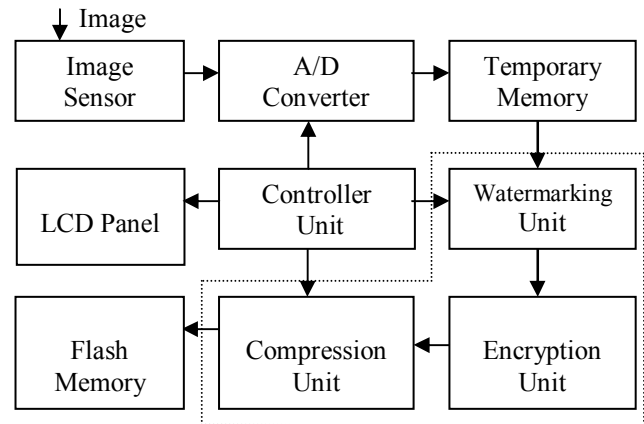 Image
Image
Sensor
A/D
Converter
Temporary
Memory
LCD Panel
Controller
Unit
Watermarking
Unit
Flash
Memory
Compression
Unit
Encryption
Unit